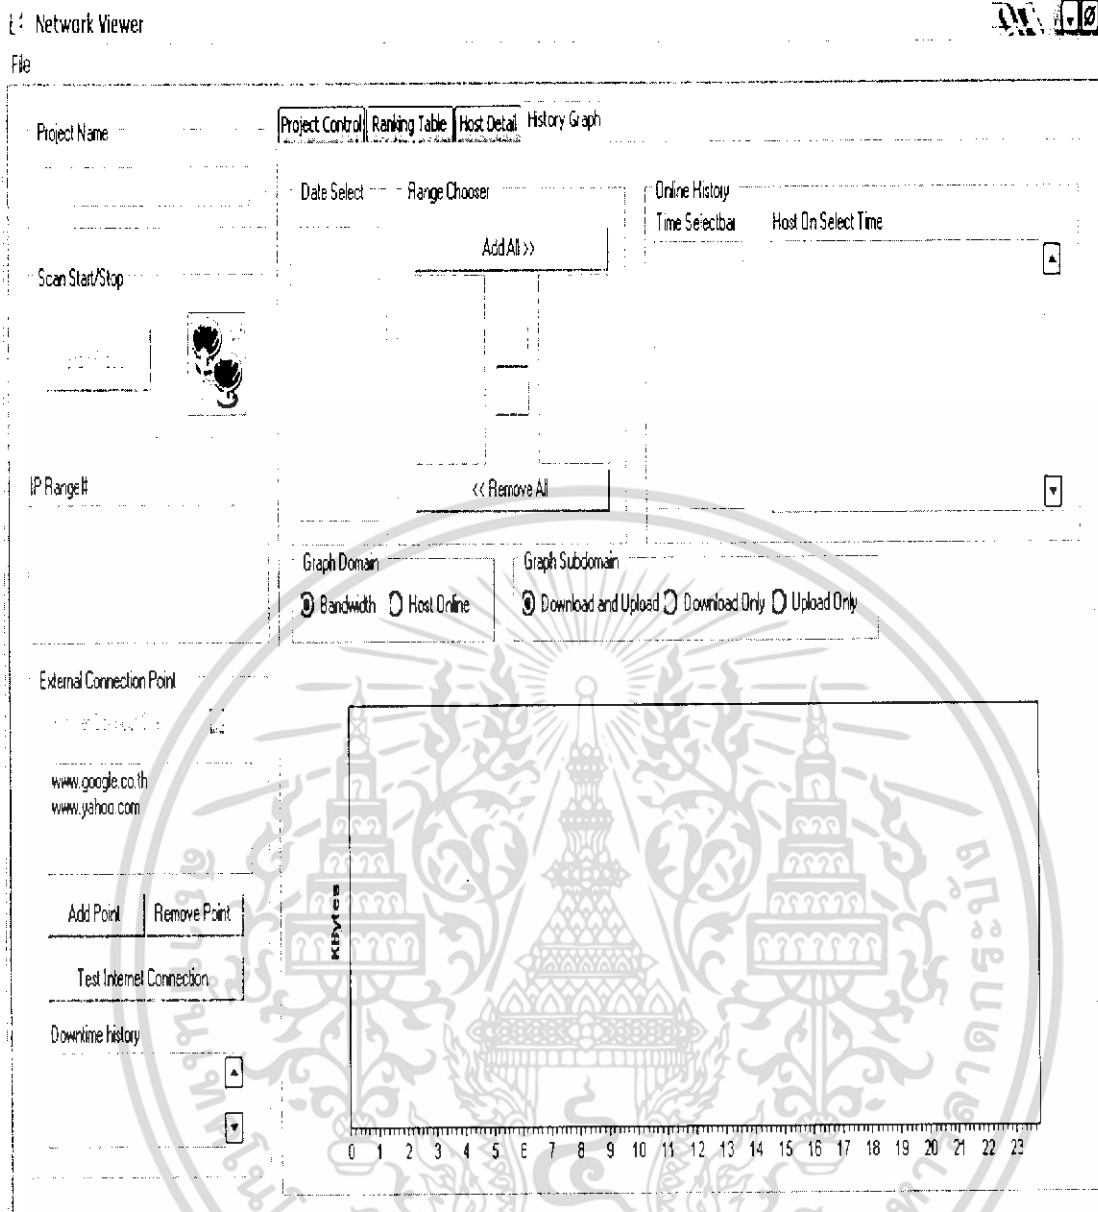 Network Viewer
File
Project Name
Project Control Ranking Table Host Detail History Graph
Date Select Range Chooser
Online History
Time Selectbar Host On Select Time
Add All >>
Scan Start/Stop
<< Remove All
IP Range#
Graph Domain
Bandwidth Host Online
Graph Subdomain
Download and Upload Download Only Upload Only
External Connection Point
www.google.co.th
www.yahoo.com
Add Point Remove Point
Test Internet Connection
Downtime history
KBytes
0 1 2 3 4 5 6 7 8 9 10 11 12 13 14 15 16 17 18 19 20 21 22 23